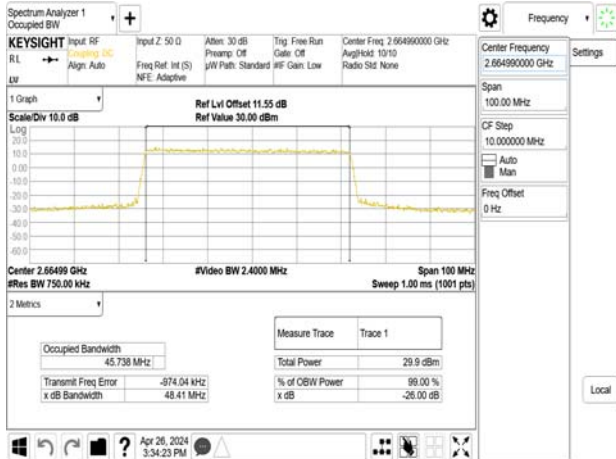 Spectrum Analyzer 1
Occupied BW
+
Frequency
KEYSIGHT
Input: RF
Coupling: DC
Align: Auto
Input Z: 50 Ω
Freq Ref: Int (S)
NFE: Adaptive
Atten: 30 dB
Preamp: Off
µW Path: Standard
Trig: Free Run
Gate: Off
#IF Gain: Low
Center Freq: 2.664990000 GHz
Avg|Hold: 10/10
Radio Std: None
RL
LXI
Center Frequency
2.664990000 GHz
Settings
Span
100.00 MHz
CF Step
10.000000 MHz
Auto
Man
Freq Offset
0 Hz
Local
1 Graph
Scale/Div 10.0 dB
Ref Lvl Offset 11.55 dB
Ref Value 30.00 dBm
Log
20.0
10.0
0.00
-10.0
-20.0
-30.0
-40.0
-50.0
-60.0
Center 2.66499 GHz
#Video BW 2.4000 MHz
Span 100 MHz
#Res BW 750.00 kHz
Sweep 1.00 ms (1001 pts)
2 Metrics
Measure Trace Trace 1
Occupied Bandwidth
45.738 MHz
Total Power 29.9 dBm
Transmit Freq Error -974.04 kHz
% of OBW Power 99.00 %
x dB Bandwidth 48.41 MHz
x dB -26.00 dB
?
Apr 26, 2024
3:34:23 PM